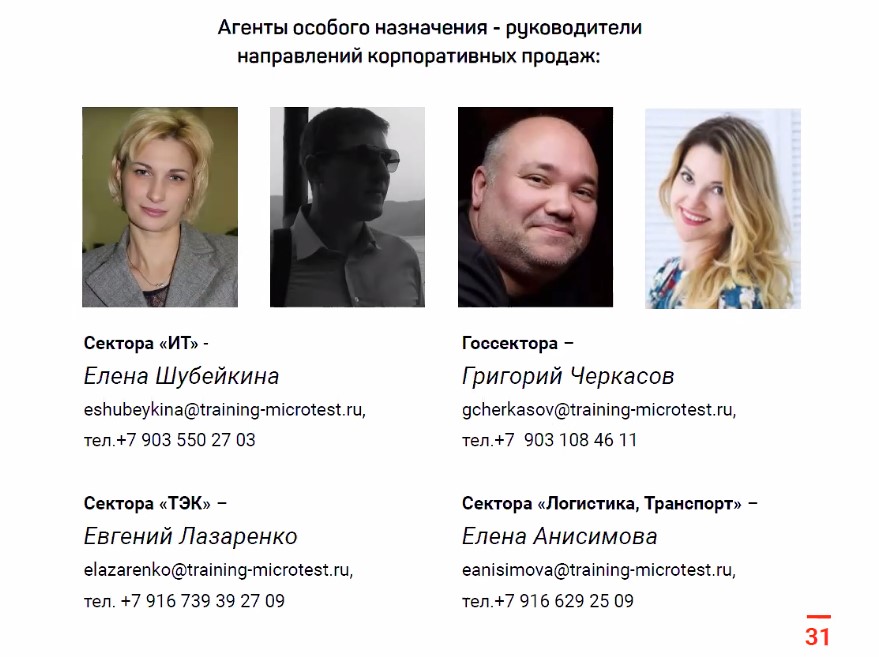 Агенты особого назначения - руководители
направлений корпоративных продаж:
Сектора «ИТ» -
Елена Шубейкина
eshubeykina@training-microtest.ru,
тел.+7 903 550 27 03
Госсектора –
Григорий Черкасов
gcherkasov@training-microtest.ru,
тел.+7  903 108 46 11
Сектора «ТЭК» –
Евгений Лазаренко
elazarenko@training-microtest.ru,
тел. +7 916 739 39 27 09
Сектора «Логистика, Транспорт» –
Елена Анисимова
eanisimova@training-microtest.ru,
тел.+7 916 629 25 09
31